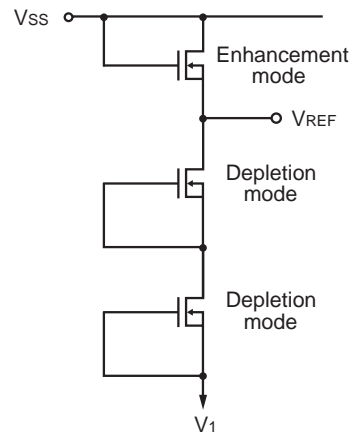 VSS
Enhancement
mode
VREF
Depletion
mode
Depletion
mode
V1